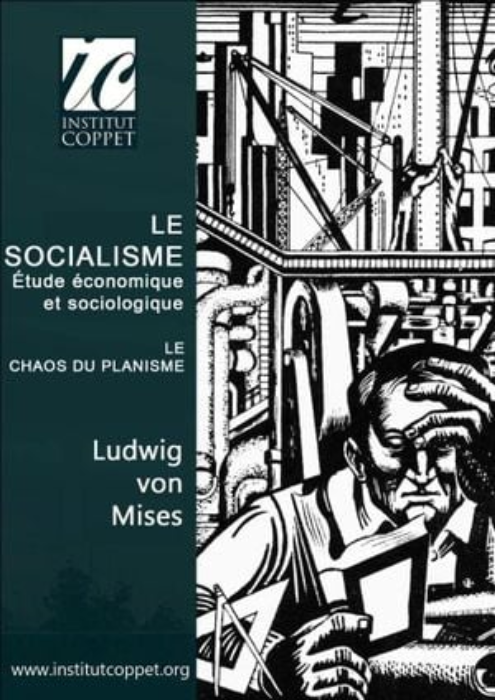 ic
INSTITUT
COPPET
LE
SOCIALISME
Étude économique
et sociologique
LE
CHAOS DU PLANISME
Ludwig
von
Mises
www.institutcoppet.org